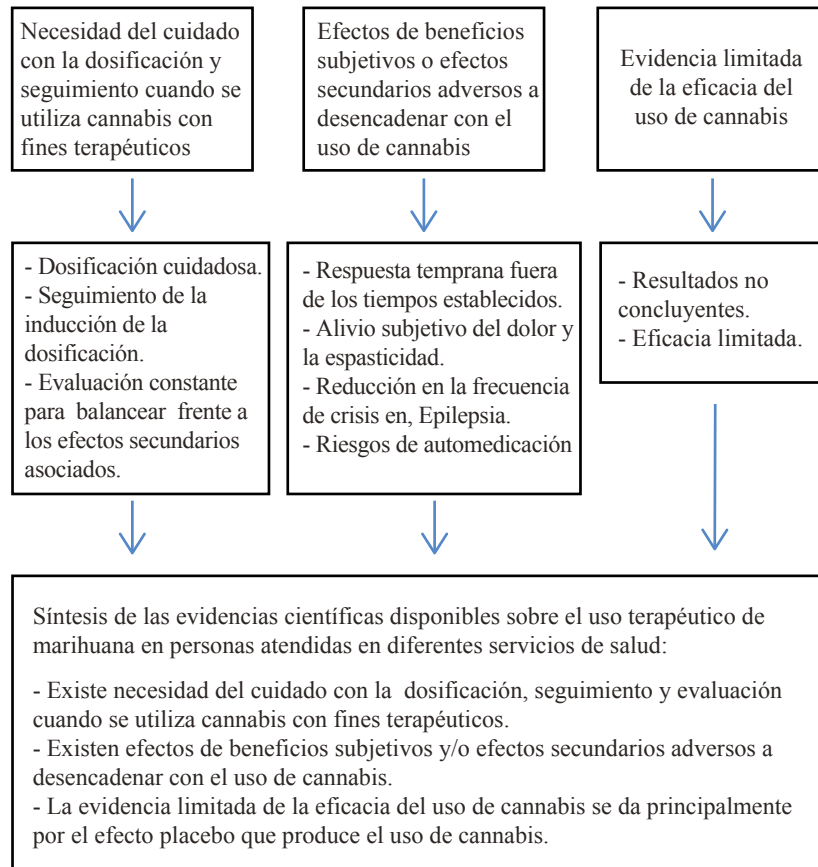 Necesidad del cuidado
con la dosificación y
seguimiento cuando se
utiliza cannabis con
fines terapéuticos
Efectos de beneficios
subjetivos o efectos
secundarios adversos a
desencadenar con el
uso de cannabis
Evidencia limitada
de la eficacia del
uso de cannabis
- Dosificación cuidadosa.
- Seguimiento de la
inducción de la
dosificación.
- Evaluación constante
para balancear frente a
los efectos secundarios
asociados.
- Respuesta temprana fuera
de los tiempos establecidos.
- Alivio subjetivo del dolor y
la espasticidad.
- Reducción en la frecuencia
de crisis en, Epilepsia.
- Riesgos de automedicación
- Resultados no
concluyentes.
- Eficacia limitada.
Síntesis de las evidencias científicas disponibles sobre el uso terapéutico de
marihuana en personas atendidas en diferentes servicios de salud:
- Existe necesidad del cuidado con la dosificación, seguimiento y evaluación
cuando se utiliza cannabis con fines terapéuticos.
- Existen efectos de beneficios subjetivos y/o efectos secundarios adversos a
desencadenar con el uso de cannabis.
- La evidencia limitada de la eficacia del uso de cannabis se da principalmente
por el efecto placebo que produce el uso de cannabis.